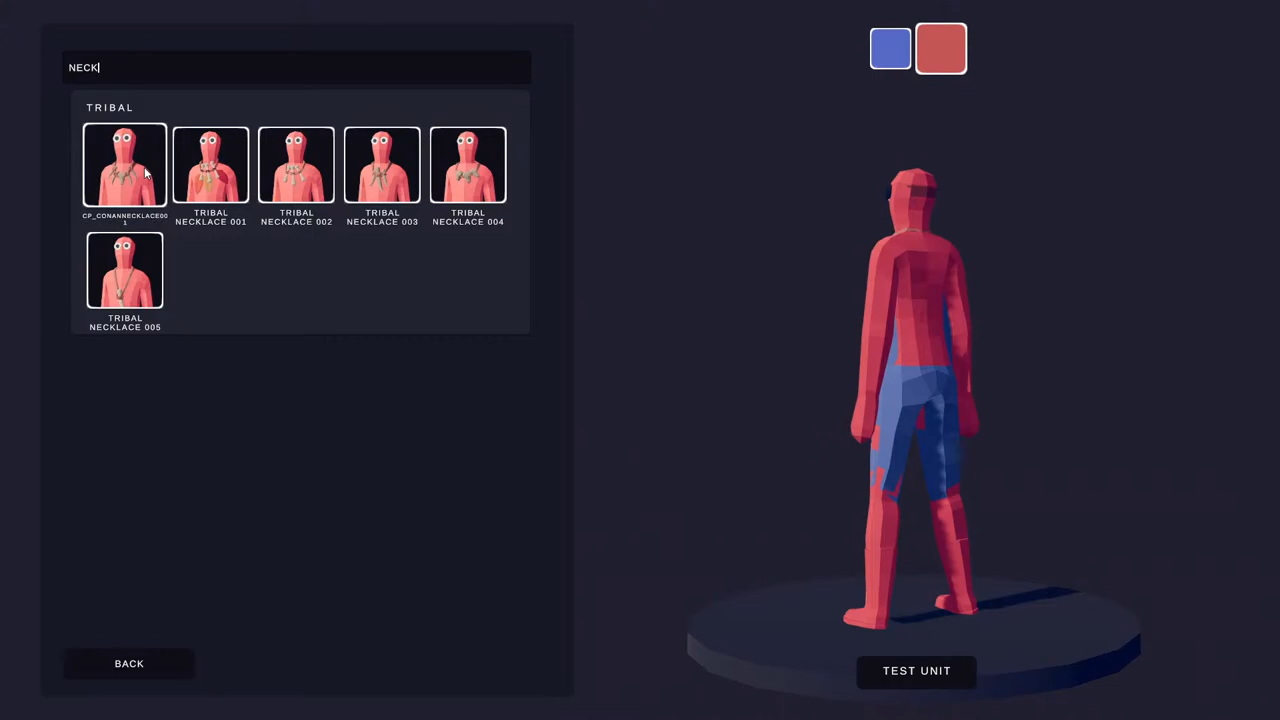 NECK
TRIBAL
CP_CONANNECKLACE00
1
TRIBAL
NECKLACE 001
TRIBAL
NECKLACE 002
TRIBAL
NECKLACE 003
TRIBAL
NECKLACE 004
TRIBAL
NECKLACE 005
BACK
TEST UNIT